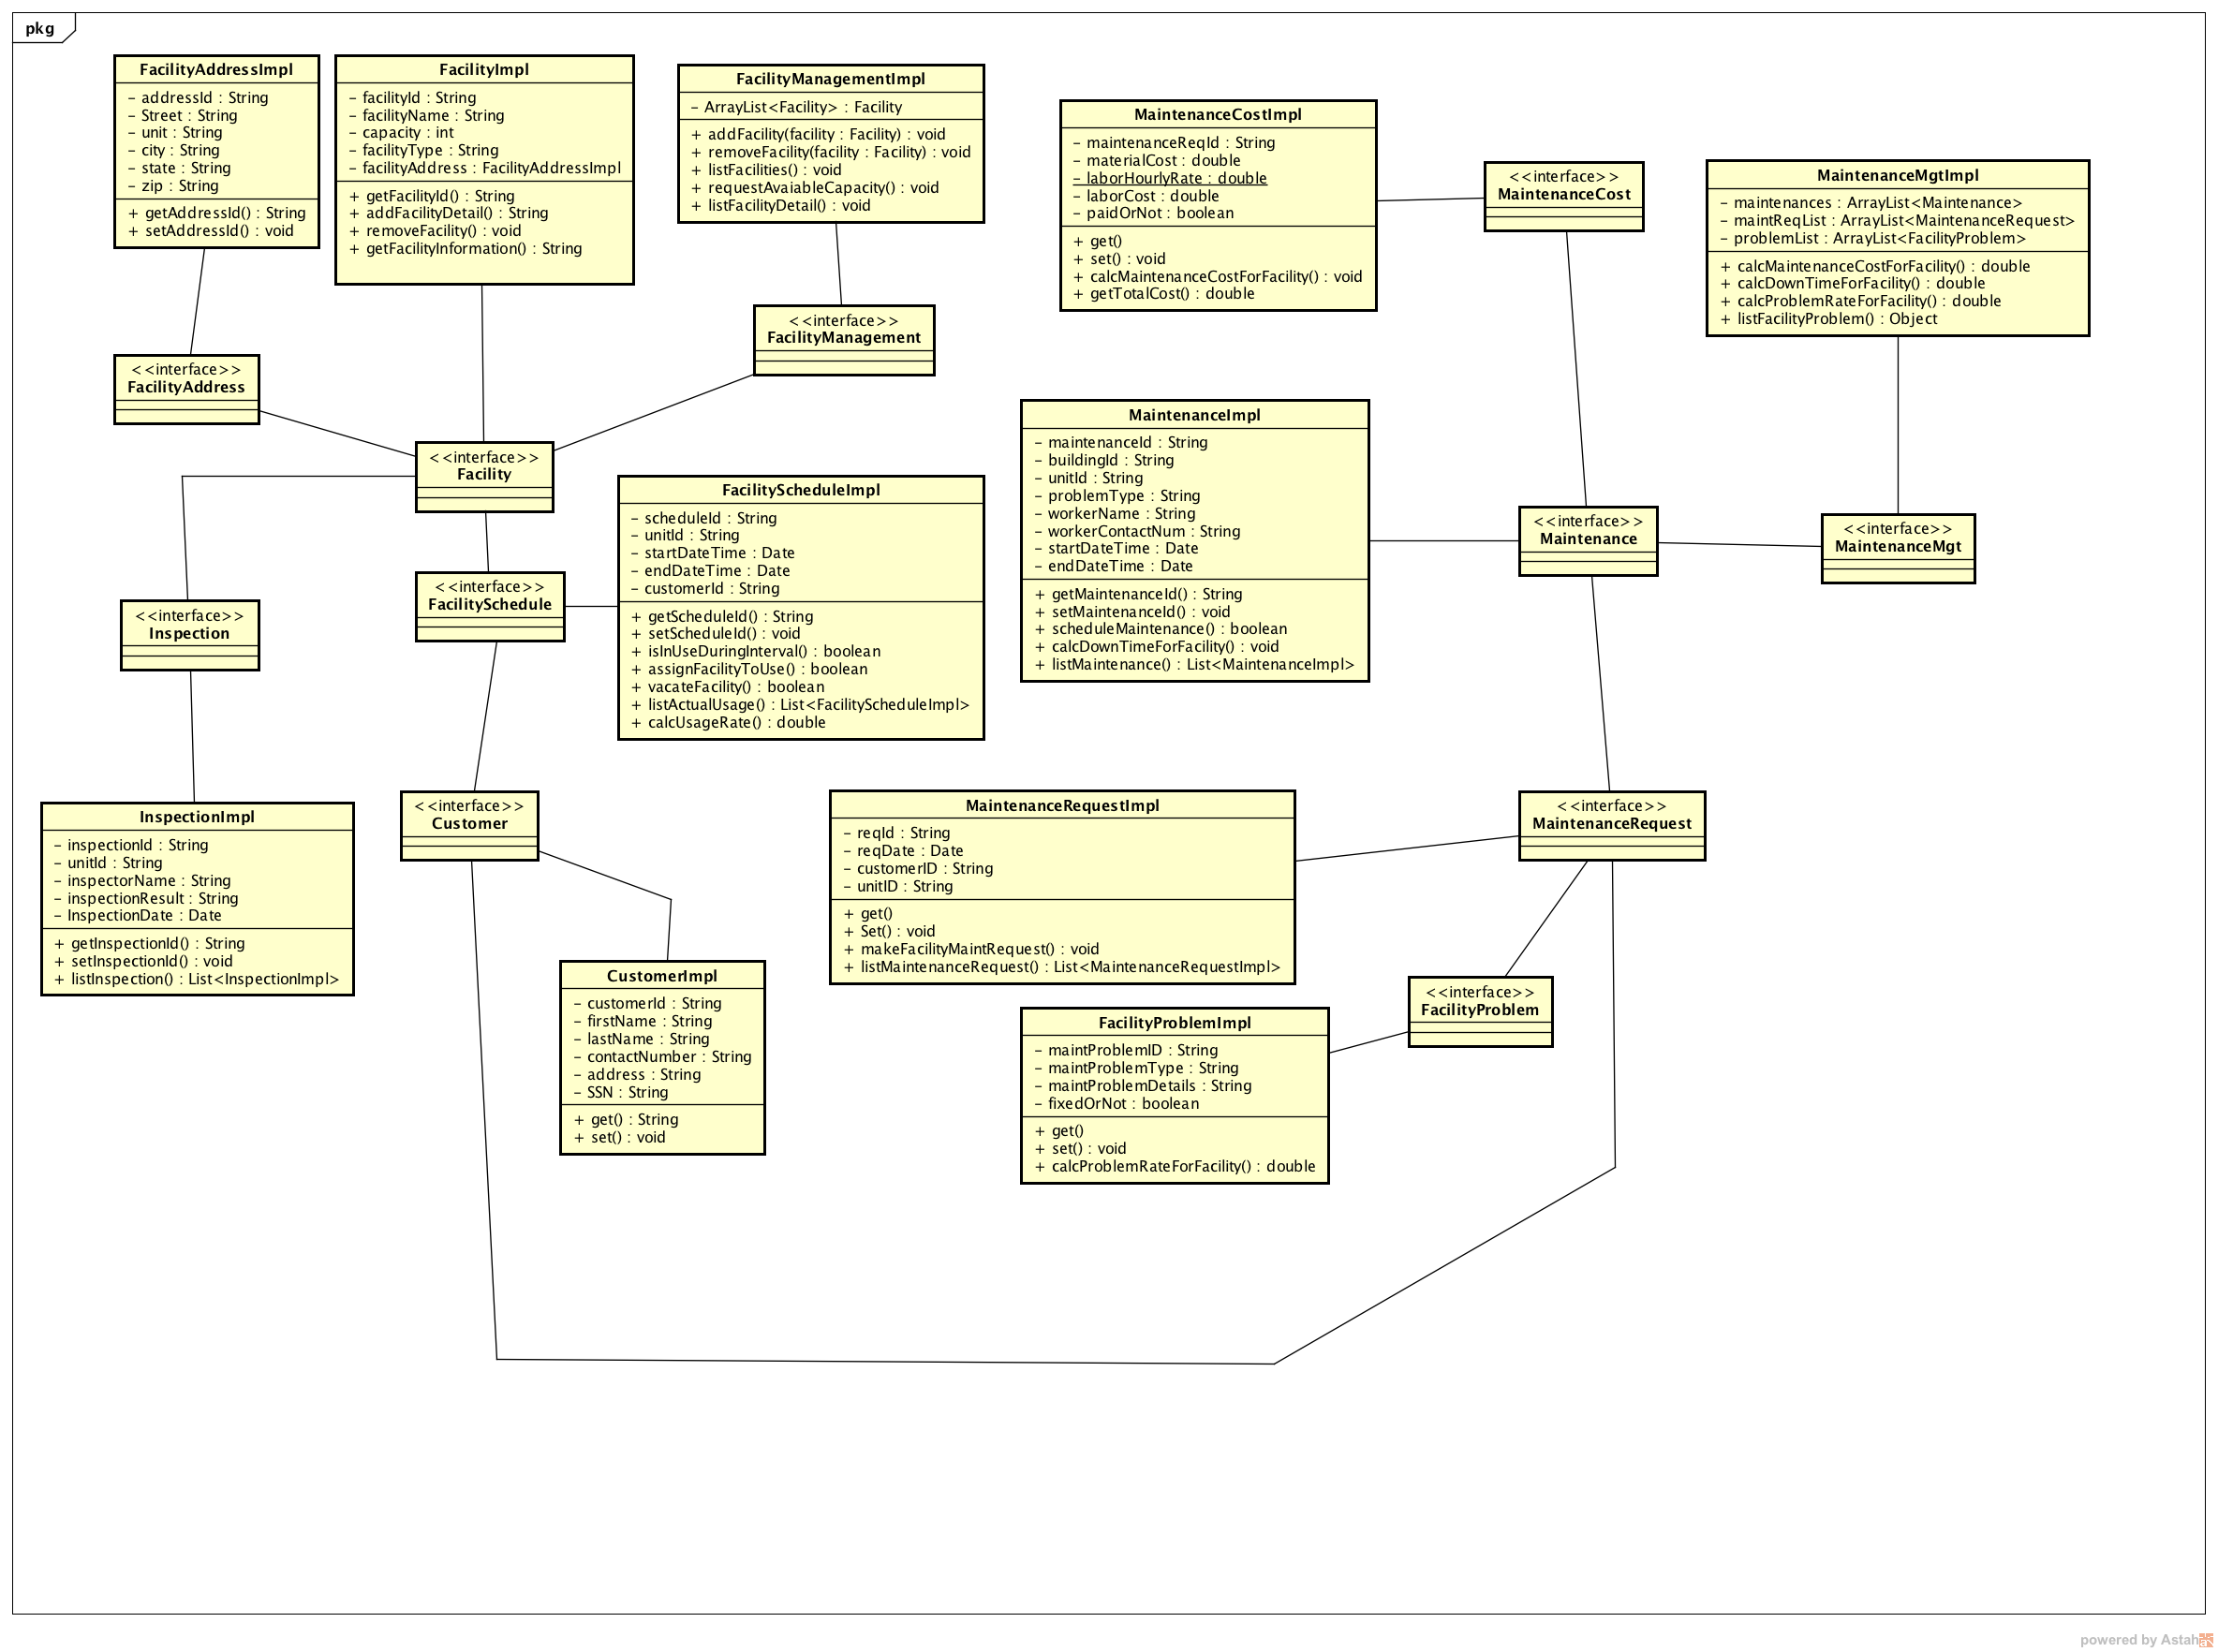 pkg
FacilityAddressImpl
- addressId : String
- Street : String
- unit : String
- city : String
- state : String
- zip : String
+ getAddressId() : String
+ setAddressId() : void
FacilityImpl
- facilityId : String
- facilityName : String
- capacity : int
- facilityType : String
- facilityAddress : FacilityAddressImpl
+ getFacilityId() : String
+ addFacilityDetail() : String
+ removeFacility() : void
+ getFacilityInformation() : String
FacilityManagementImpl
- ArrayList<Facility> : Facility
+ addFacility(facility : Facility) : void
+ removeFacility(facility : Facility) : void
+ listFacilities() : void
+ requestAvaiableCapacity() : void
+ listFacilityDetail() : void
MaintenanceCostImpl
- maintenanceReqId : String
- materialCost : double
- laborHourlyRate : double
- laborCost : double
- paidOrNot : boolean
+ get()
+ set() : void
+ calcMaintenanceCostForFacility() : void
+ getTotalCost() : double
<<interface>>
MaintenanceCost
MaintenanceMgtImpl
- maintenances : ArrayList<Maintenance>
- maintReqList : ArrayList<MaintenanceRequest>
- problemList : ArrayList<FacilityProblem>
+ calcMaintenanceCostForFacility() : double
+ calcDownTimeForFacility() : double
+ calcProblemRateForFacility() : double
+ listFacilityProblem() : Object
<<interface>>
FacilityManagement
<<interface>>
FacilityAddress
<<interface>>
Facility
MaintenanceImpl
- maintenanceId : String
- buildingId : String
- unitId : String
- problemType : String
- workerName : String
- workerContactNum : String
- startDateTime : Date
- endDateTime : Date
+ getMaintenanceId() : String
+ setMaintenanceId() : void
+ scheduleMaintenance() : boolean
+ calcDownTimeForFacility() : void
+ listMaintenance() : List<MaintenanceImpl>
FacilityScheduleImpl
- scheduleId : String
- unitId : String
- startDateTime : Date
- endDateTime : Date
- customerId : String
+ getScheduleId() : String
+ setScheduleId() : void
+ isInUseDuringInterval() : boolean
+ assignFacilityToUse() : boolean
+ vacateFacility() : boolean
+ listActualUsage() : List<FacilityScheduleImpl>
+ calcUsageRate() : double
<<interface>>
Maintenance
<<interface>>
MaintenanceMgt
<<interface>>
FacilitySchedule
<<interface>>
Inspection
InspectionImpl
- inspectionId : String
- unitId : String
- inspectorName : String
- inspectionResult : String
- InspectionDate : Date
+ getInspectionId() : String
+ setInspectionId() : void
+ listInspection() : List<InspectionImpl>
<<interface>>
Customer
MaintenanceRequestImpl
- reqId : String
- reqDate : Date
- customerID : String
- unitID : String
+ get()
+ Set() : void
+ makeFacilityMaintRequest() : void
+ listMaintenanceRequest() : List<MaintenanceRequestImpl>
<<interface>>
MaintenanceRequest
CustomerImpl
- customerId : String
- firstName : String
- lastName : String
- contactNumber : String
- address : String
- SSN : String
+ get() : String
+ set() : void
<<interface>>
FacilityProblem
FacilityProblemImpl
- maintProblemID : String
- maintProblemType : String
- maintProblemDetails : String
- fixedOrNot : boolean
+ get()
+ set() : void
+ calcProblemRateForFacility() : double
powered by Astah